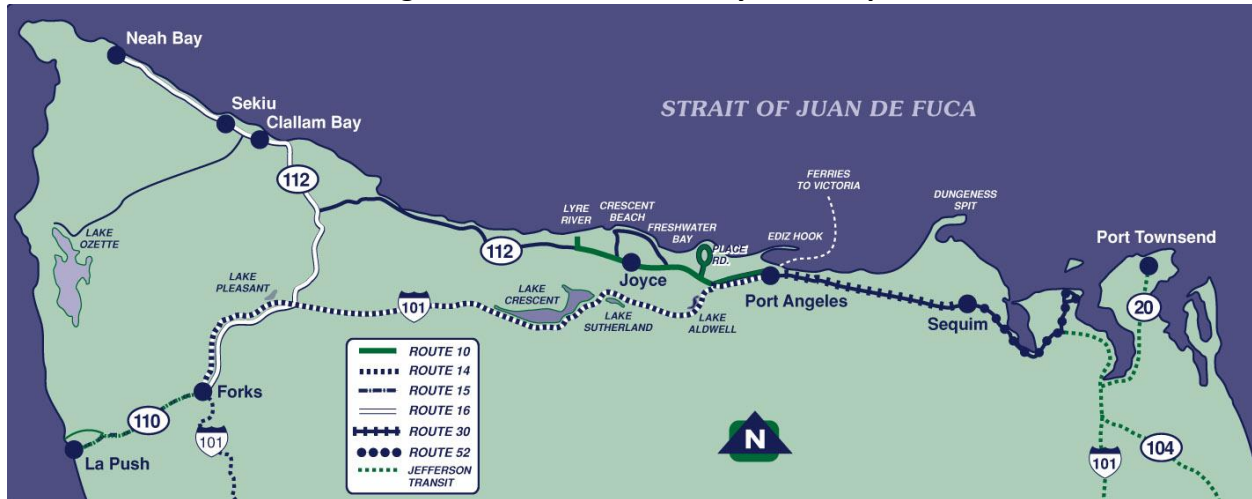 Neah Bay
Sekiu
Clallam Bay
112
STRAIT OF JUAN DE FUCA
FERRIES
TO VICTORIA
DUNGENESS
SPIT
LAKE
OZETTE
LYRE
RIVER
CRESCENT
BEACH
FRESHWATER
BAY
PLACE
RD.
EDIZ HOOK
Port Townsend
112
Joyce
Port Angeles
LAKE
PLEASANT
101
LAKE
CRESCENT
LAKE
SUTHERLAND
LAKE
ALDWELL
Sequim
20
Forks
110
101
La Push
ROUTE 10
ROUTE 14
ROUTE 15
ROUTE 16
ROUTE 30
ROUTE 52
JEFFERSON
TRANSIT
N
101
104